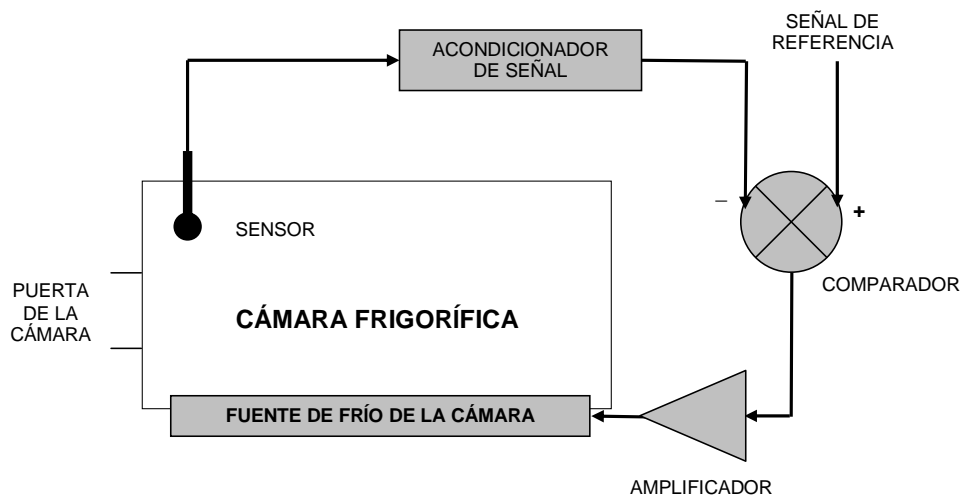 ACONDICIONADOR
DE SEÑAL
SEÑAL DE
REFERENCIA
–
+
SENSOR
COMPARADOR
PUERTA
DE LA
CÁMARA
CÁMARA FRIGORÍFICA
FUENTE DE FRÍO DE LA CÁMARA
AMPLIFICADOR